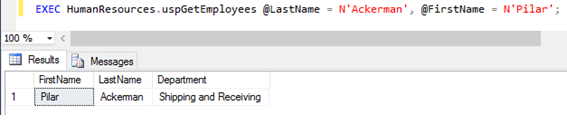 EXEC HumanResources.uspGetEmployees @LastName = N'Ackerman', @FirstName = N'Pilar';
100 %
Results Messages
FirstName LastName Department
1 Pilar Ackerman Shipping and Receiving